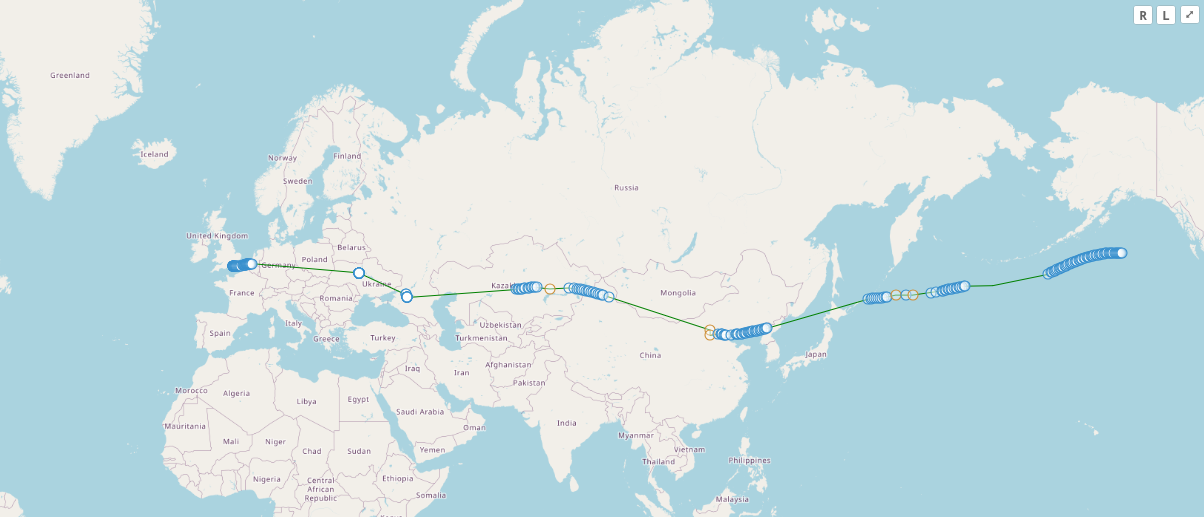 R L
Greenland
Iceland
Norway
Finland
Sweden
Russia
United Kingdom
Belarus
Poland
Germany
Ukraine
France
Kazakh
Mongolia
Romania
Italy
Spain
Greece
Turkey
Uzbekistan
Turkmenistan
China
Japan
Iraq
Iran
Afghanistan
Pakistan
Morocco
Algeria
Libya
Egypt
Saudi Arabia
India
Mauritania
Oman
Mali
Niger
Chad
Sudan
Yemen
Myanmar
Vietnam
Thailand
Philippines
Nigeria
Central
African
Republic
Ethiopia
Somalia
Malaysia